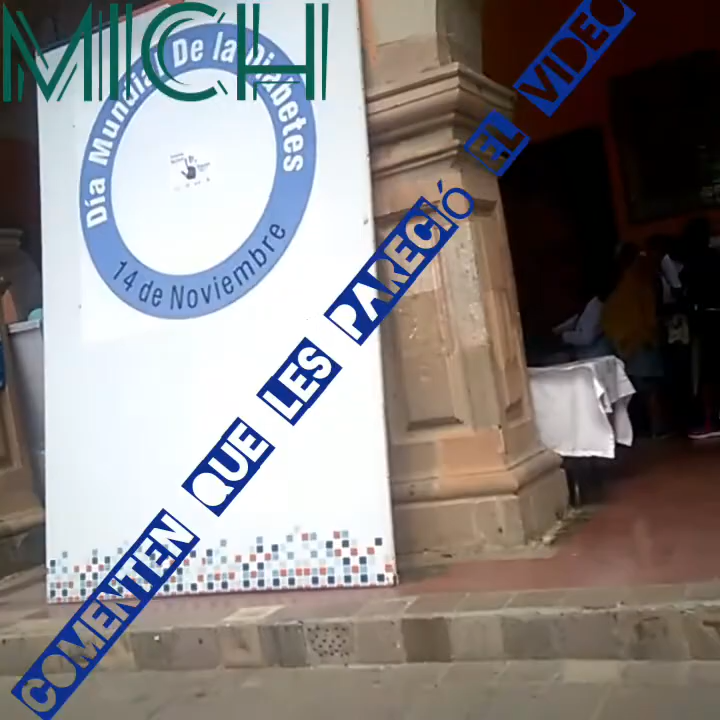 MICH
Día Mundial De la Diabetes
14 de Noviembre
COMENTEN QUE LES PARECIÓ EL VIDEO